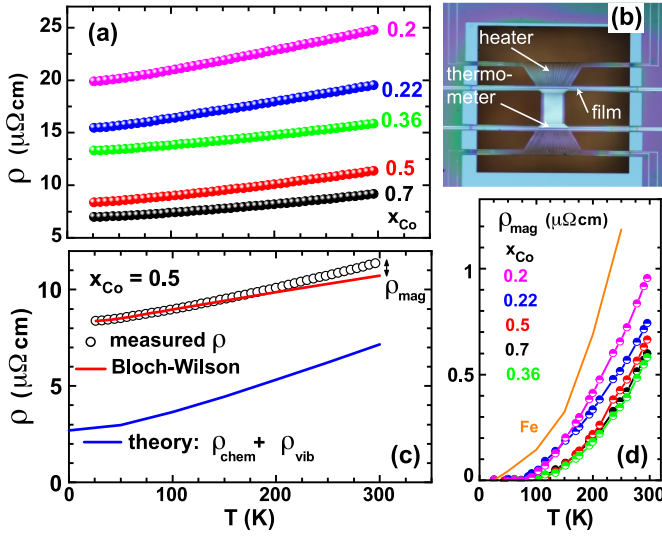 (a)
ρ (μΩcm)
25
20
15
10
5
0.2
0.22
0.36
0.5
0.7
x_Co
(b)
heater
thermo-
meter
film
(c)
x_Co = 0.5
ρ_mag
measured ρ
Bloch-Wilson
theory: ρ_chem + ρ_vib
ρ (μΩcm)
10
5
0
0
100
200
300
T (K)
ρ_mag (μΩcm)
x_Co
0.2
0.22
0.5
0.7
0.36
Fe
(d)
1
0.5
0
0
100
200
300
T (K)